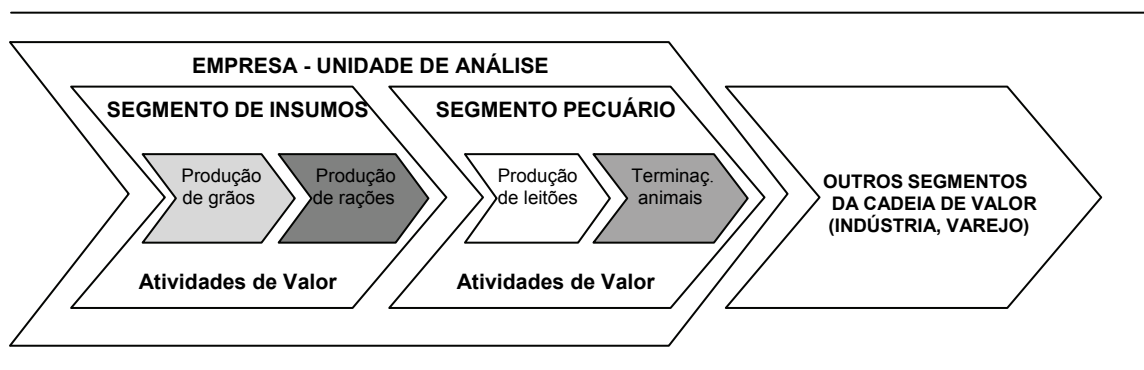 EMPRESA - UNIDADE DE ANÁLISE
SEGMENTO DE INSUMOS
Produção
de grãos
Produção
de rações
Atividades de Valor
SEGMENTO PECUÁRIO
Produção
de leitões
Terminaç.
animais
Atividades de Valor
OUTROS SEGMENTOS
DA CADEIA DE VALOR
(INDÚSTRIA, VAREJO)